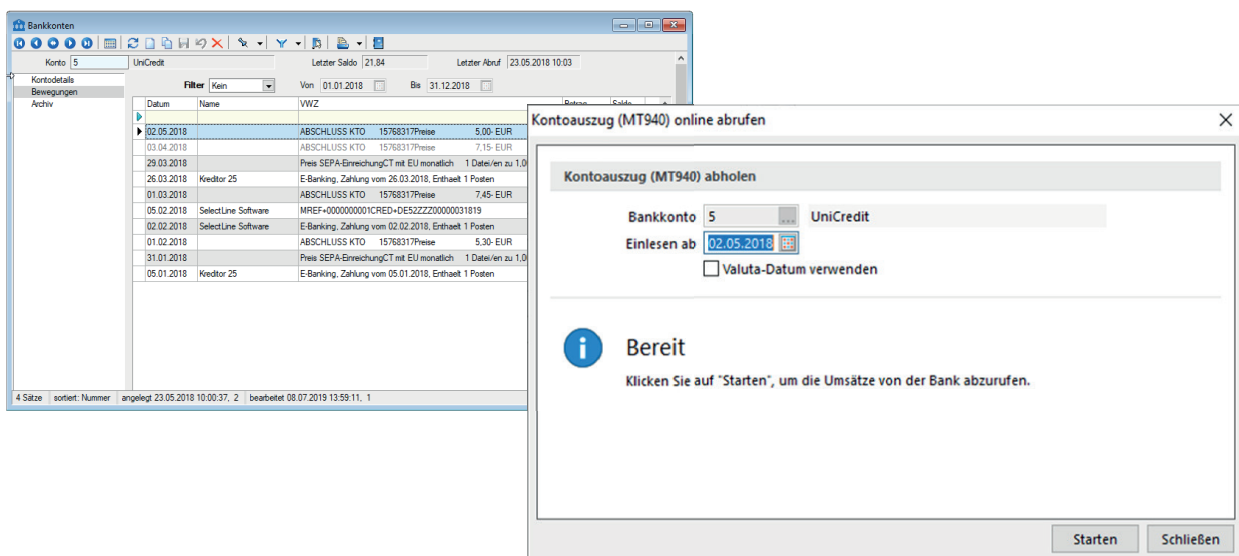 Bankkonten
Konto 5 UniCredit Letzter Saldo 21,84 Letzter Abruf 23.05.2018 10:03
Kontodetails
Bewegungen
Archiv
Filter Kein Von 01.01.2018 Bis 31.12.2018
Datum Name VWZ Betrag Saldo
02.05.2018 ABSCHLUSS KTO 15768317Preise 5,00- EUR
03.04.2018 ABSCHLUSS KTO 15768317Preise 7,15- EUR
29.03.2018 Preis SEPA-EinreichungCT mit EU monatlich 1 Datei/en zu 1,0
26.03.2018 Kreditor 25 E-Banking, Zahlung vom 26.03.2018, Enthaelt 1 Posten
01.03.2018 ABSCHLUSS KTO 15768317Preise 7,45- EUR
05.02.2018 SelectLine Software MREF+0000000001CRED+DE52ZZZ00000031819
02.02.2018 SelectLine Software E-Banking, Zahlung vom 02.02.2018, Enthaelt 1 Posten
01.02.2018 ABSCHLUSS KTO 15768317Preise 5,30- EUR
31.01.2018 Preis SEPA-EinreichungCT mit EU monatlich 1 Datei/en zu 1,0
05.01.2018 Kreditor 25 E-Banking, Zahlung vom 05.01.2018, Enthaelt 1 Posten
4 Sätze sortiert: Nummer angelegt 23.05.2018 10:00:37, 2 bearbeitet 08.07.2019 13:59:11, 1
Kontoauszug (MT940) online abrufen
Kontoauszug (MT940) abholen
Bankkonto 5 ... UniCredit
Einlesen ab 02.05.2018
Valuta-Datum verwenden
Bereit
Klicken Sie auf "Starten", um die Umsätze von der Bank abzurufen.
Starten Schließen